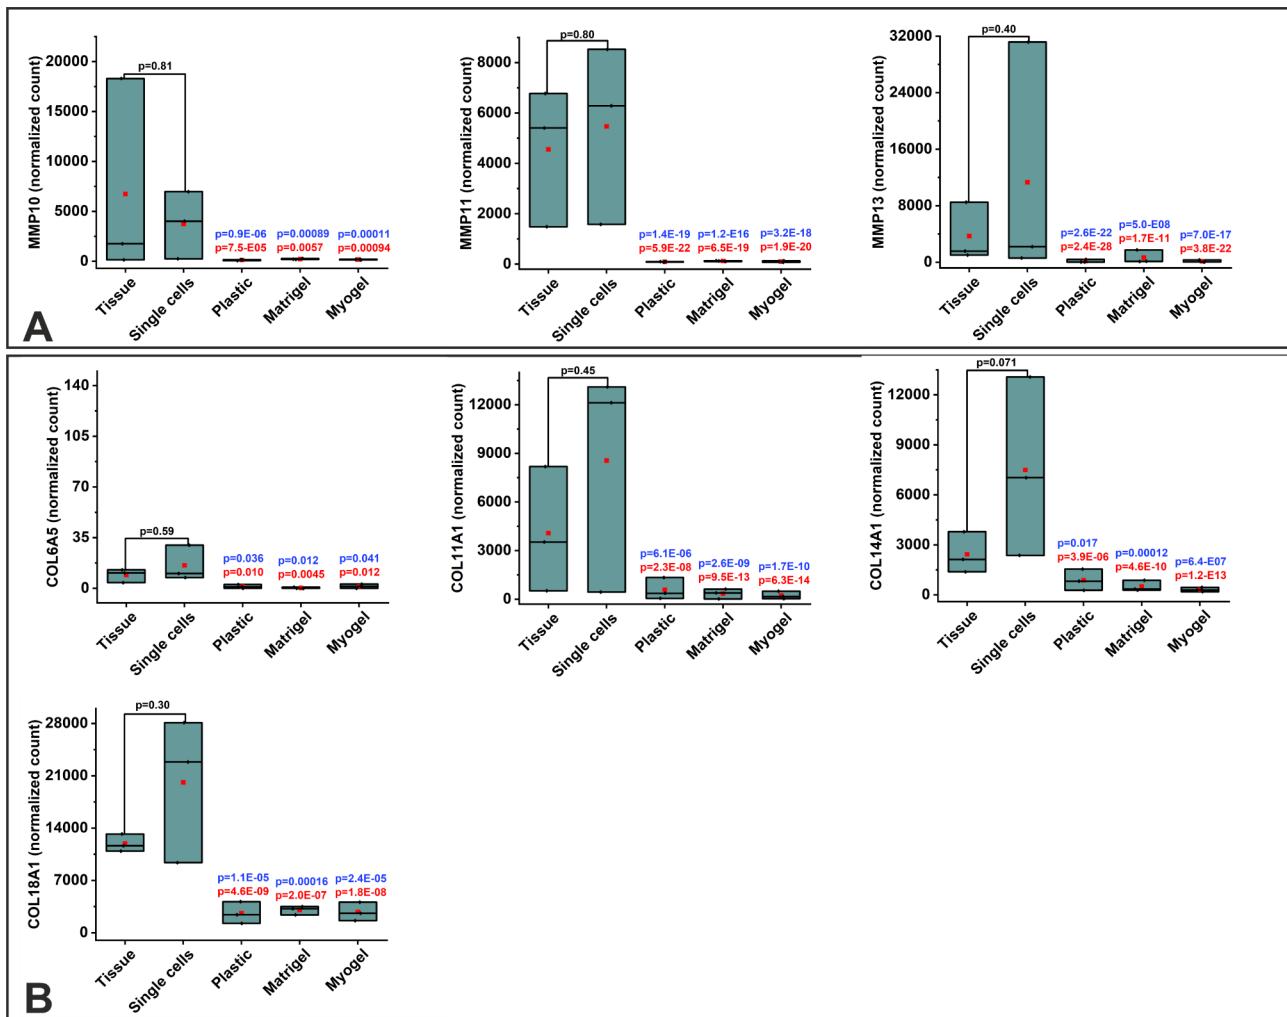 MMP10 (normalized count)
20000
15000
10000
5000
0
p=0.81
p=0.9E-06
p=7.5E-05
p=0.00089
p=0.0057
p=0.00011
p=0.00094
Tissue
Single cells
Plastic
Matrigel
Myogel
MMP11 (normalized count)
8000
6000
4000
2000
0
p=0.80
p=1.4E-19
p=5.9E-22
p=1.2E-16
p=6.5E-19
p=3.2E-18
p=1.9E-20
Tissue
Single cells
Plastic
Matrigel
Myogel
MMP13 (normalized count)
32000
24000
16000
8000
0
p=0.40
p=2.6E-22
p=2.4E-28
p=5.0-E08
p=1.7E-11
p=7.0E-17
p=3.8E-22
Tissue
Single cells
Plastic
Matrigel
Myogel
A
COL6A5 (normalized count)
140
105
70
35
0
p=0.59
p=0.036
p=0.010
p=0.012
p=0.0045
p=0.041
p=0.012
Tissue
Single cells
Plastic
Matrigel
Myogel
COL11A1 (normalized count)
12000
9000
6000
3000
0
p=0.45
p=6.1E-06
p=2.3E-08
p=2.6E-09
p=9.5E-13
p=1.7E-10
p=6.3E-14
Tissue
Single cells
Plastic
Matrigel
Myogel
COL14A1 (normalized count)
12000
9000
6000
3000
0
p=0.071
p=0.017
p=3.9E-06
p=0.00012
p=4.6E-10
p=6.4E-07
p=1.2E-13
Tissue
Single cells
Plastic
Matrigel
Myogel
COL18A1 (normalized count)
28000
21000
14000
7000
0
p=0.30
p=1.1E-05
p=4.6E-09
p=0.00016
p=2.0E-07
p=2.4E-05
p=1.8E-08
Tissue
Single cells
Plastic
Matrigel
Myogel
B